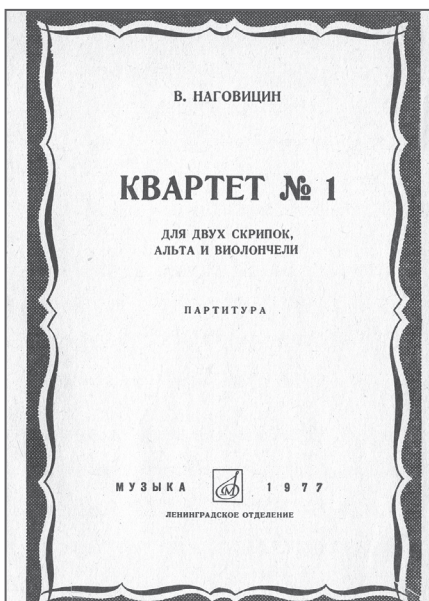 В. НАГОВИЦИН
КВАРТЕТ № 1
ДЛЯ ДВУХ СКРИПОК,
АЛЬТА И ВИОЛОНЧЕЛИ
ПАРТИТУРА
МУЗЫКА 1977
ЛЕНИНГРАДСКОЕ ОТДЕЛЕНИЕ